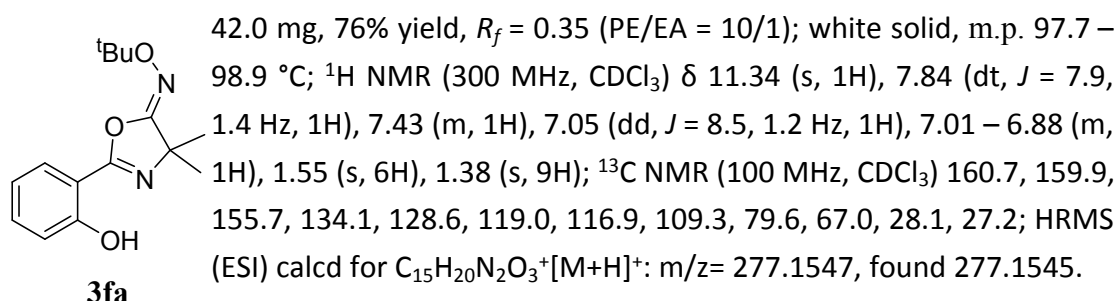 42.0 mg, 76% yield, Rf = 0.35 (PE/EA = 10/1); white solid, m.p. 97.7 –
98.9 °C; ¹H NMR (300 MHz, CDCl₃) δ 11.34 (s, 1H), 7.84 (dt, J = 7.9,
1.4 Hz, 1H), 7.43 (m, 1H), 7.05 (dd, J = 8.5, 1.2 Hz, 1H), 7.01 – 6.88 (m,
1H), 1.55 (s, 6H), 1.38 (s, 9H); ¹³C NMR (100 MHz, CDCl₃) 160.7, 159.9,
155.7, 134.1, 128.6, 119.0, 116.9, 109.3, 79.6, 67.0, 28.1, 27.2; HRMS
(ESI) calcd for C₁₅H₂₀N₂O₃⁺[M+H]⁺: m/z= 277.1547, found 277.1545.
ᵗBuO
N
O
N
OH
3fa